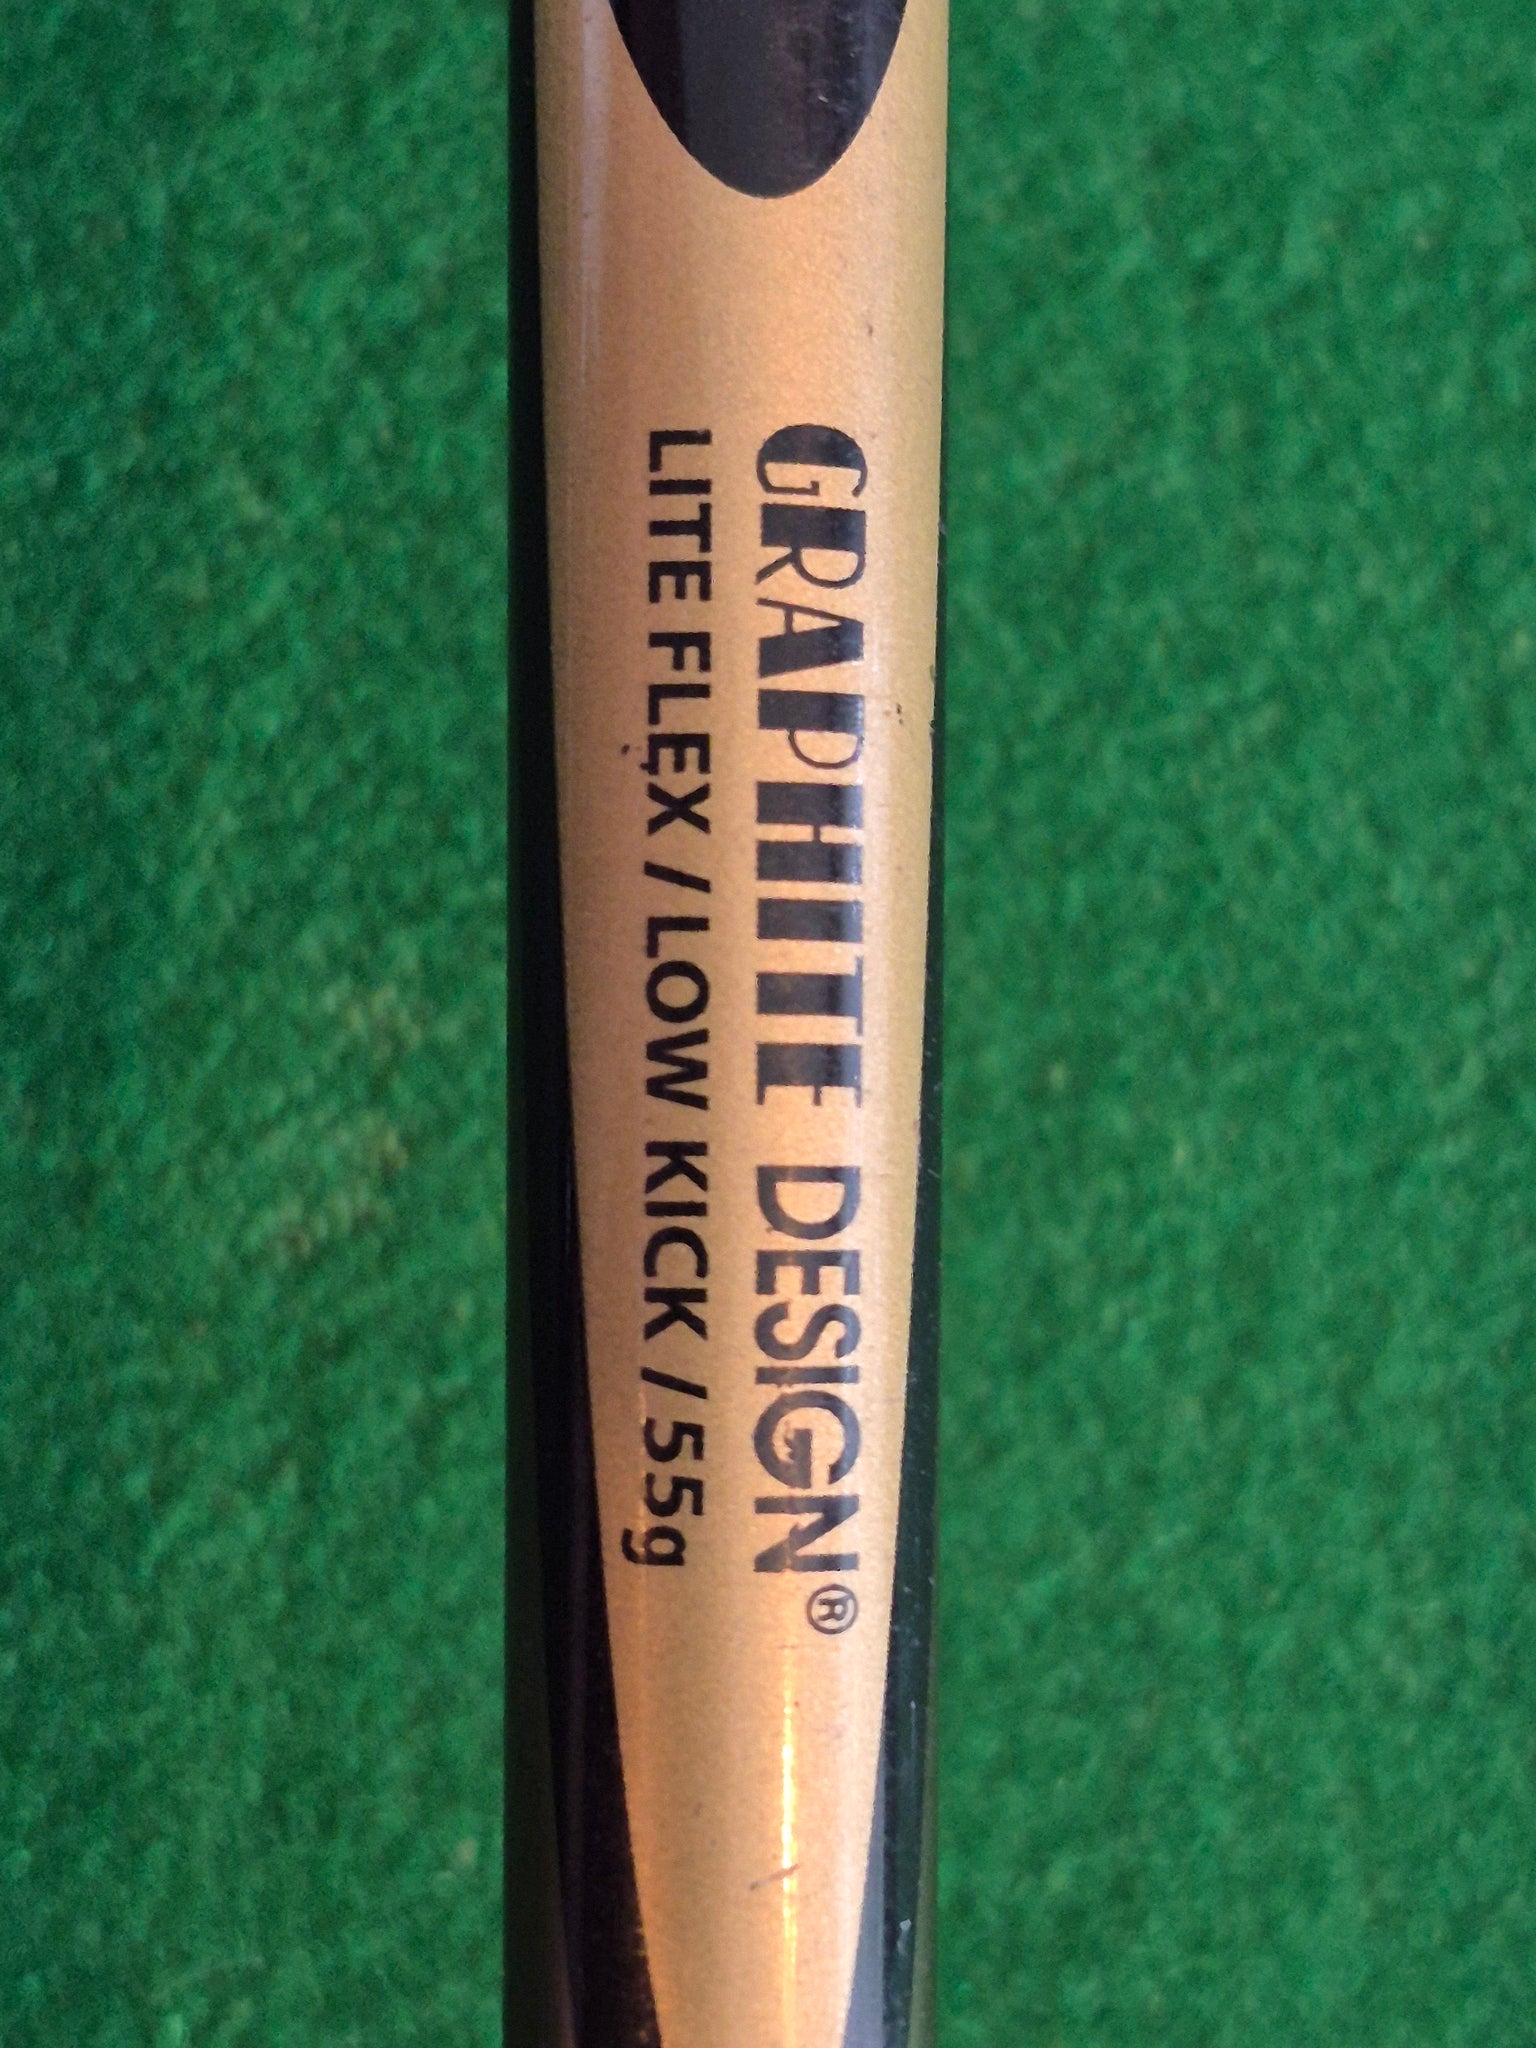 GRAPHITE DESIGN®
LITE FLEX / LOW KICK / 55g